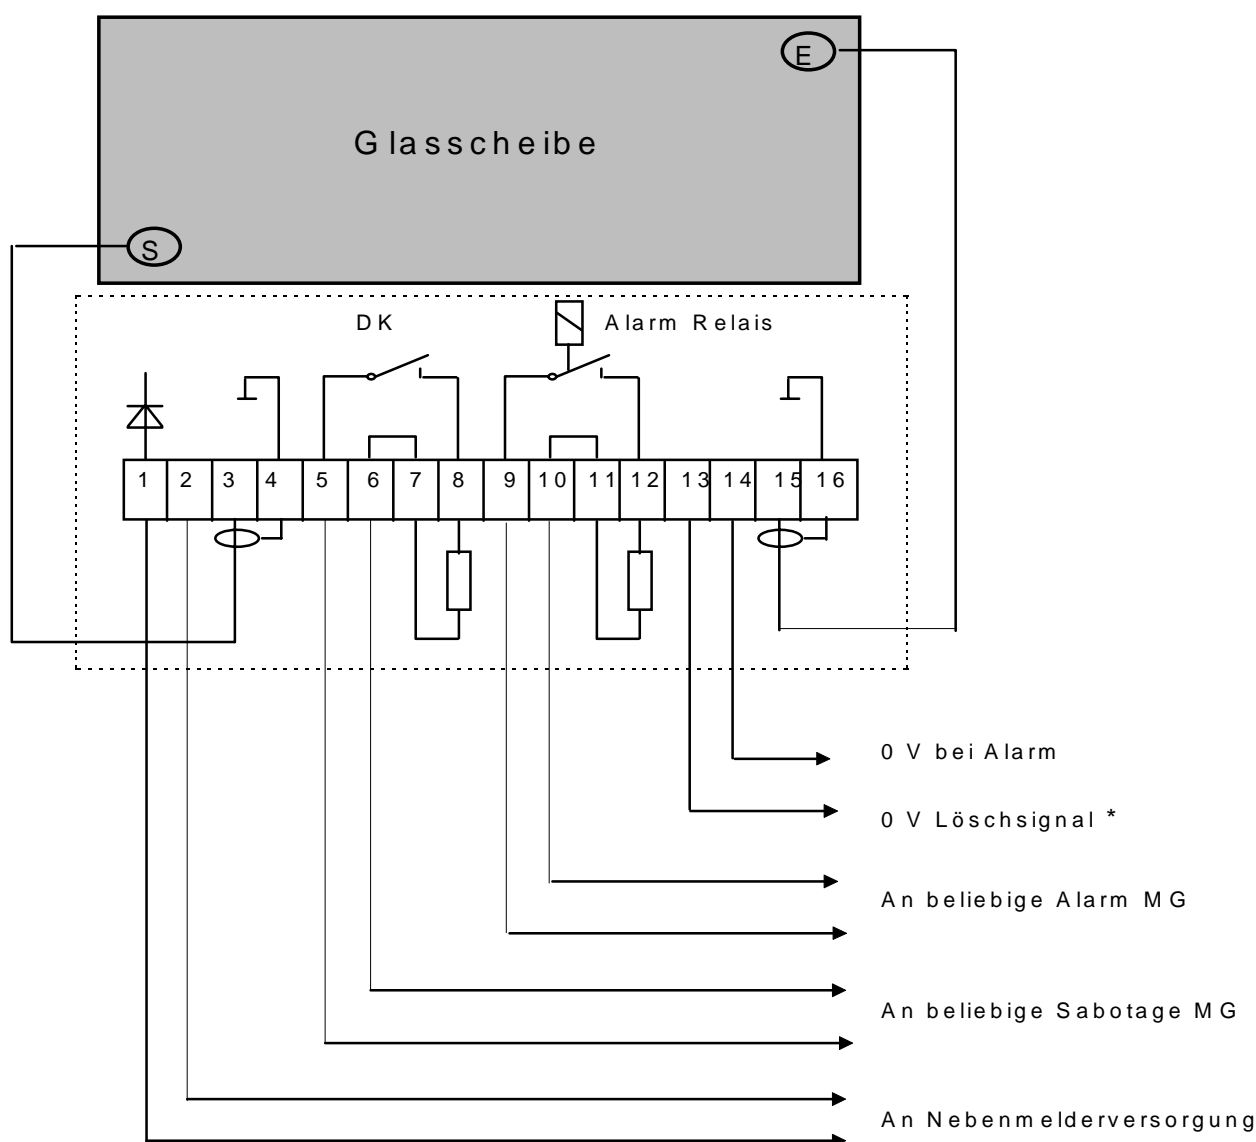 E
Glasscheibe
S
DK Alarm Relais
1 2 3 4 5 6 7 8 9 10 11 12 13 14 15 16
0 V bei Alarm
0 V Löschsignal *
An beliebige Alarm MG
An beliebige Sabotage MG
An Nebenmelderversorgung